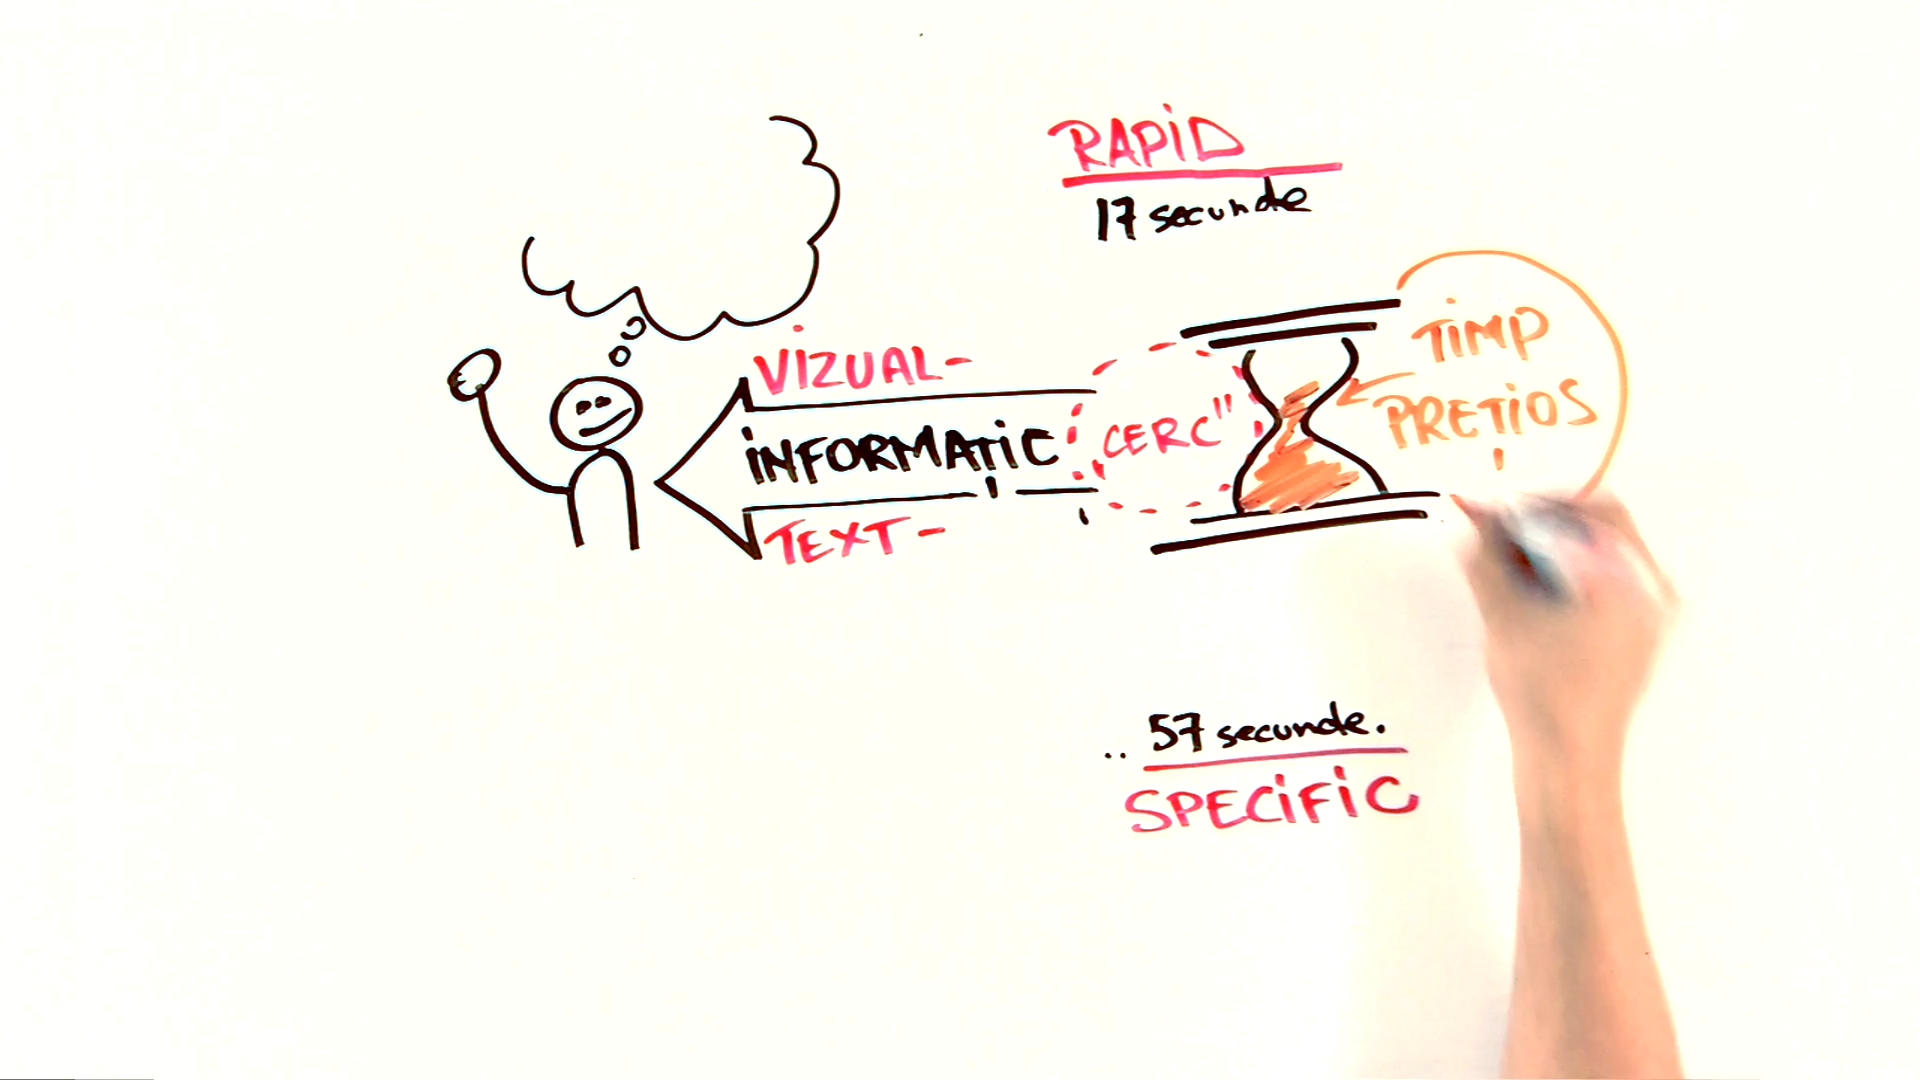 RAPID
17 secunde
TIMP
PRETIOS
VIZUAL-
INFORMATIC
CERC"
TEXT-
.. 57 secunde.
SPECIFIC